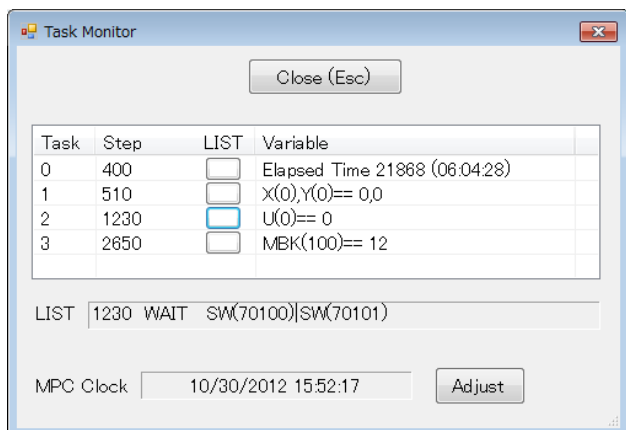 Task Monitor
Close (Esc)
Task Step LIST Variable
0 400 Elapsed Time 21868 (06:04:28)
1 510 X(0),Y(0)== 0,0
2 1230 U(0)== 0
3 2650 MBK(100)== 12
LIST 1230 WAIT SW(70100)|SW(70101)
MPC Clock 10/30/2012 15:52:17 Adjust